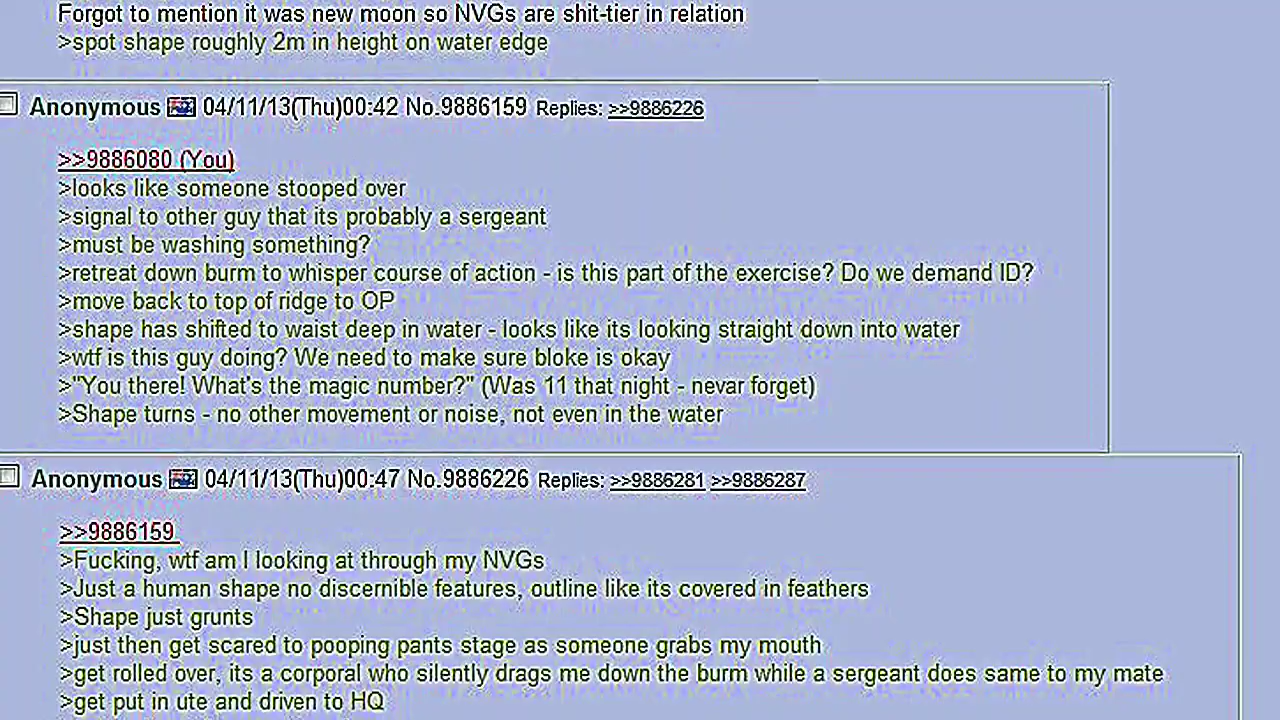 Forgot to mention it was new moon so NVGs are shit-tier in relation
>spot shape roughly 2m in height on water edge
Anonymous 04/11/13(Thu)00:42 No.9886159 Replies: >>9886226
>>9886080 (You)
>looks like someone stooped over
>signal to other guy that its probably a sergeant
>must be washing something?
>retreat down burm to whisper course of action - is this part of the exercise? Do we demand ID?
>move back to top of ridge to OP
>shape has shifted to waist deep in water - looks like its looking straight down into water
>wtf is this guy doing? We need to make sure bloke is okay
>"You there! What's the magic number?" (Was 11 that night - nevar forget)
>Shape turns - no other movement or noise, not even in the water
Anonymous 04/11/13(Thu)00:47 No.9886226 Replies: >>9886281 >>9886287
>>9886159
>Fucking, wtf am I looking at through my NVGs
>Just a human shape no discernible features, outline like its covered in feathers
>Shape just grunts
>just then get scared to pooping pants stage as someone grabs my mouth
>get rolled over, its a corporal who silently drags me down the burm while a sergeant does same to my mate
>get put in ute and driven to HQ